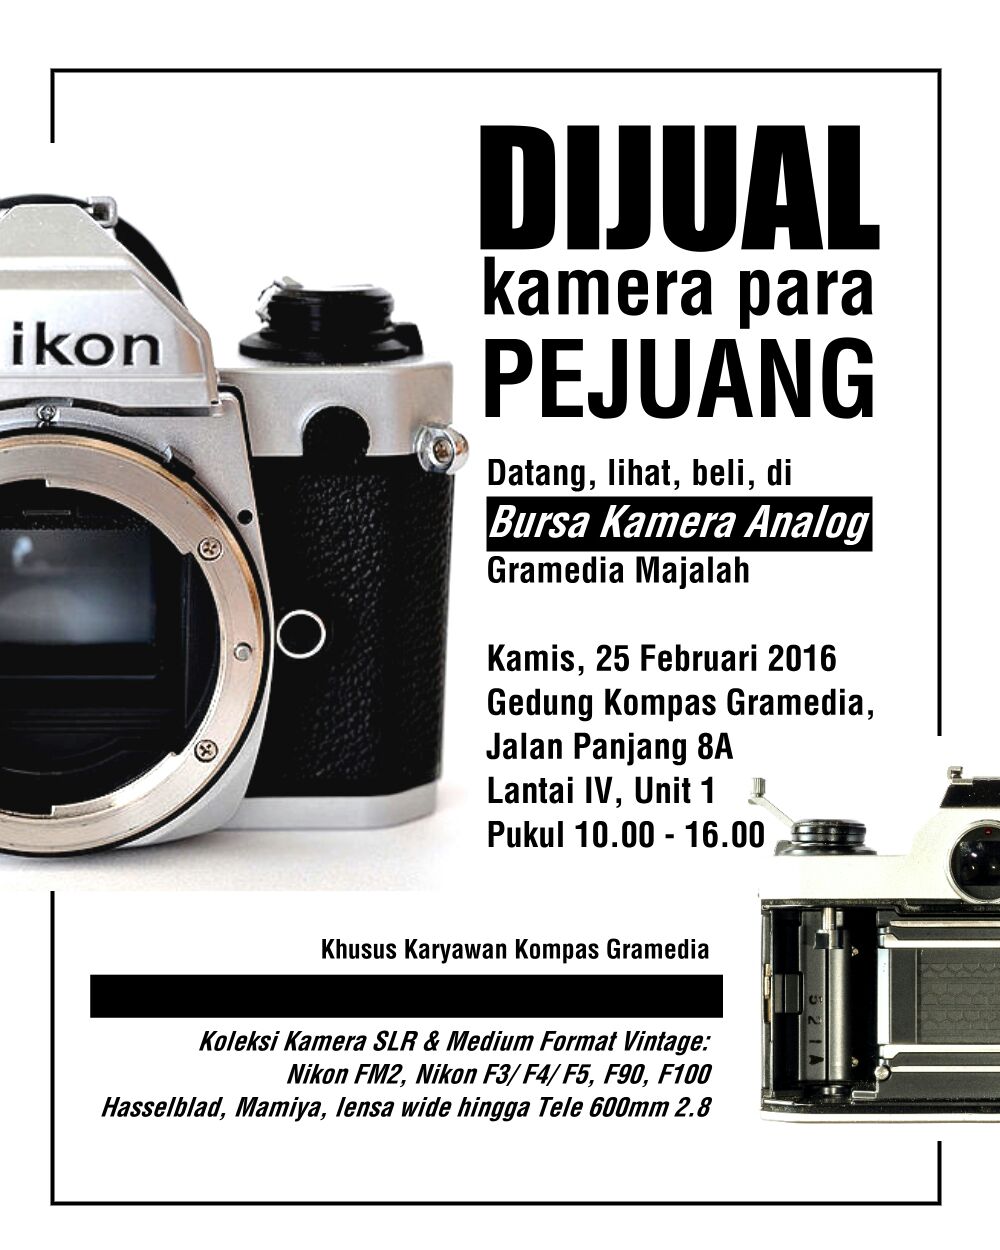 DIJUAL
kamera para
PEJUANG
Datang, lihat, beli, di
Bursa Kamera Analog
Gramedia Majalah
Kamis, 25 Februari 2016
Gedung Kompas Gramedia,
Jalan Panjang 8A
Lantai IV, Unit 1
Pukul 10.00 - 16.00
ikon
Khusus Karyawan Kompas Gramedia
Koleksi Kamera SLR & Medium Format Vintage:
Nikon FM2, Nikon F3/ F4/ F5, F90, F100
Hasselblad, Mamiya, lensa wide hingga Tele 600mm 2.8